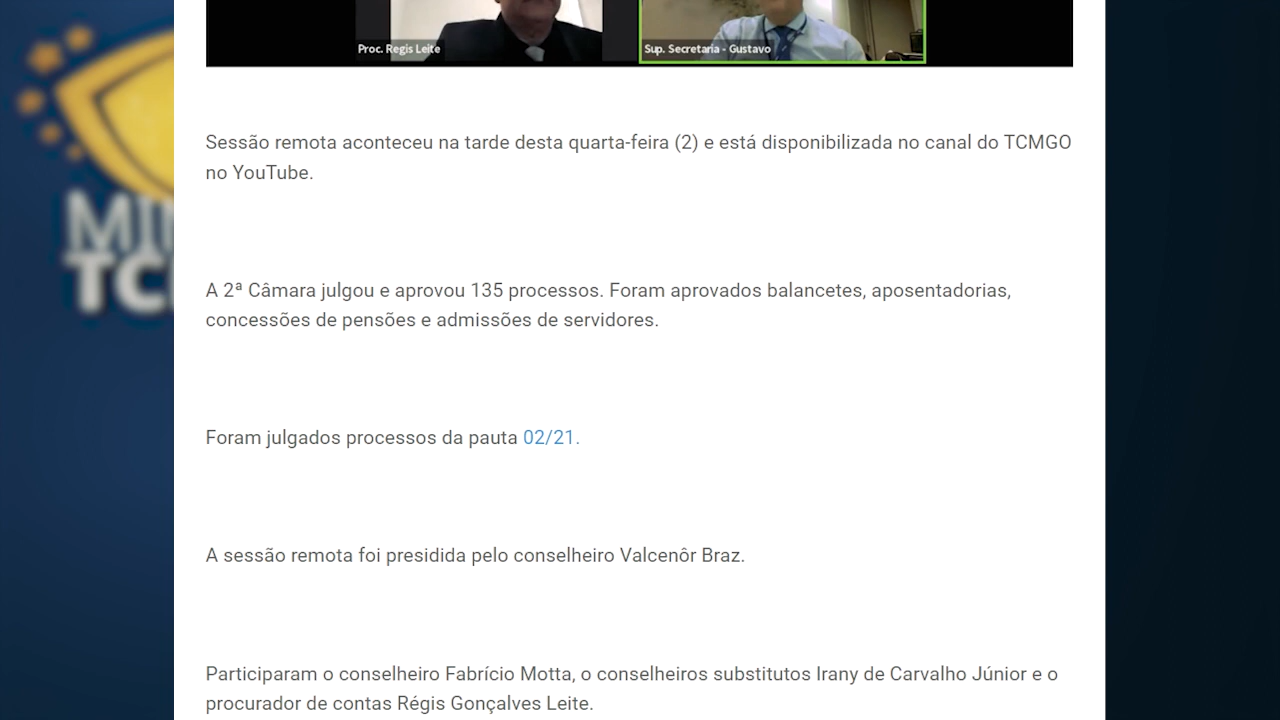 Proc. Regis Leite
Sup. Secretaria - Gustavo
Sessão remota aconteceu na tarde desta quarta-feira (2) e está disponibilizada no canal do TCMGO
no YouTube.
A 2ª Câmara julgou e aprovou 135 processos. Foram aprovados balancetes, aposentadorias,
concessões de pensões e admissões de servidores.
Foram julgados processos da pauta 02/21.
A sessão remota foi presidida pelo conselheiro Valcenôr Braz.
Participaram o conselheiro Fabrício Motta, o conselheiros substitutos Irany de Carvalho Júnior e o
procurador de contas Régis Gonçalves Leite.